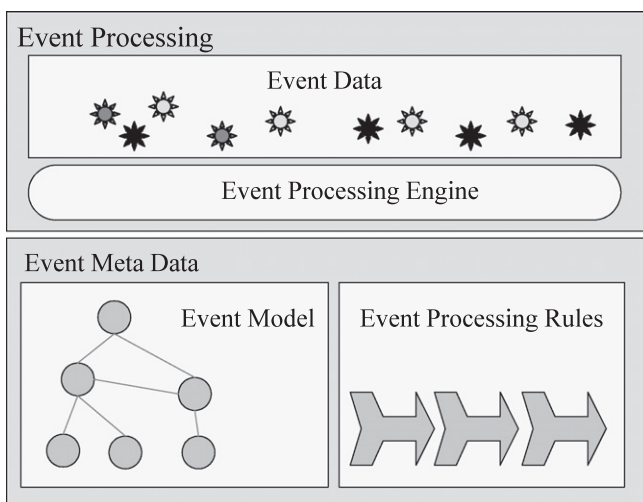 Event Processing
Event Data
Event Processing Engine
Event Meta Data
Event Model
Event Processing Rules